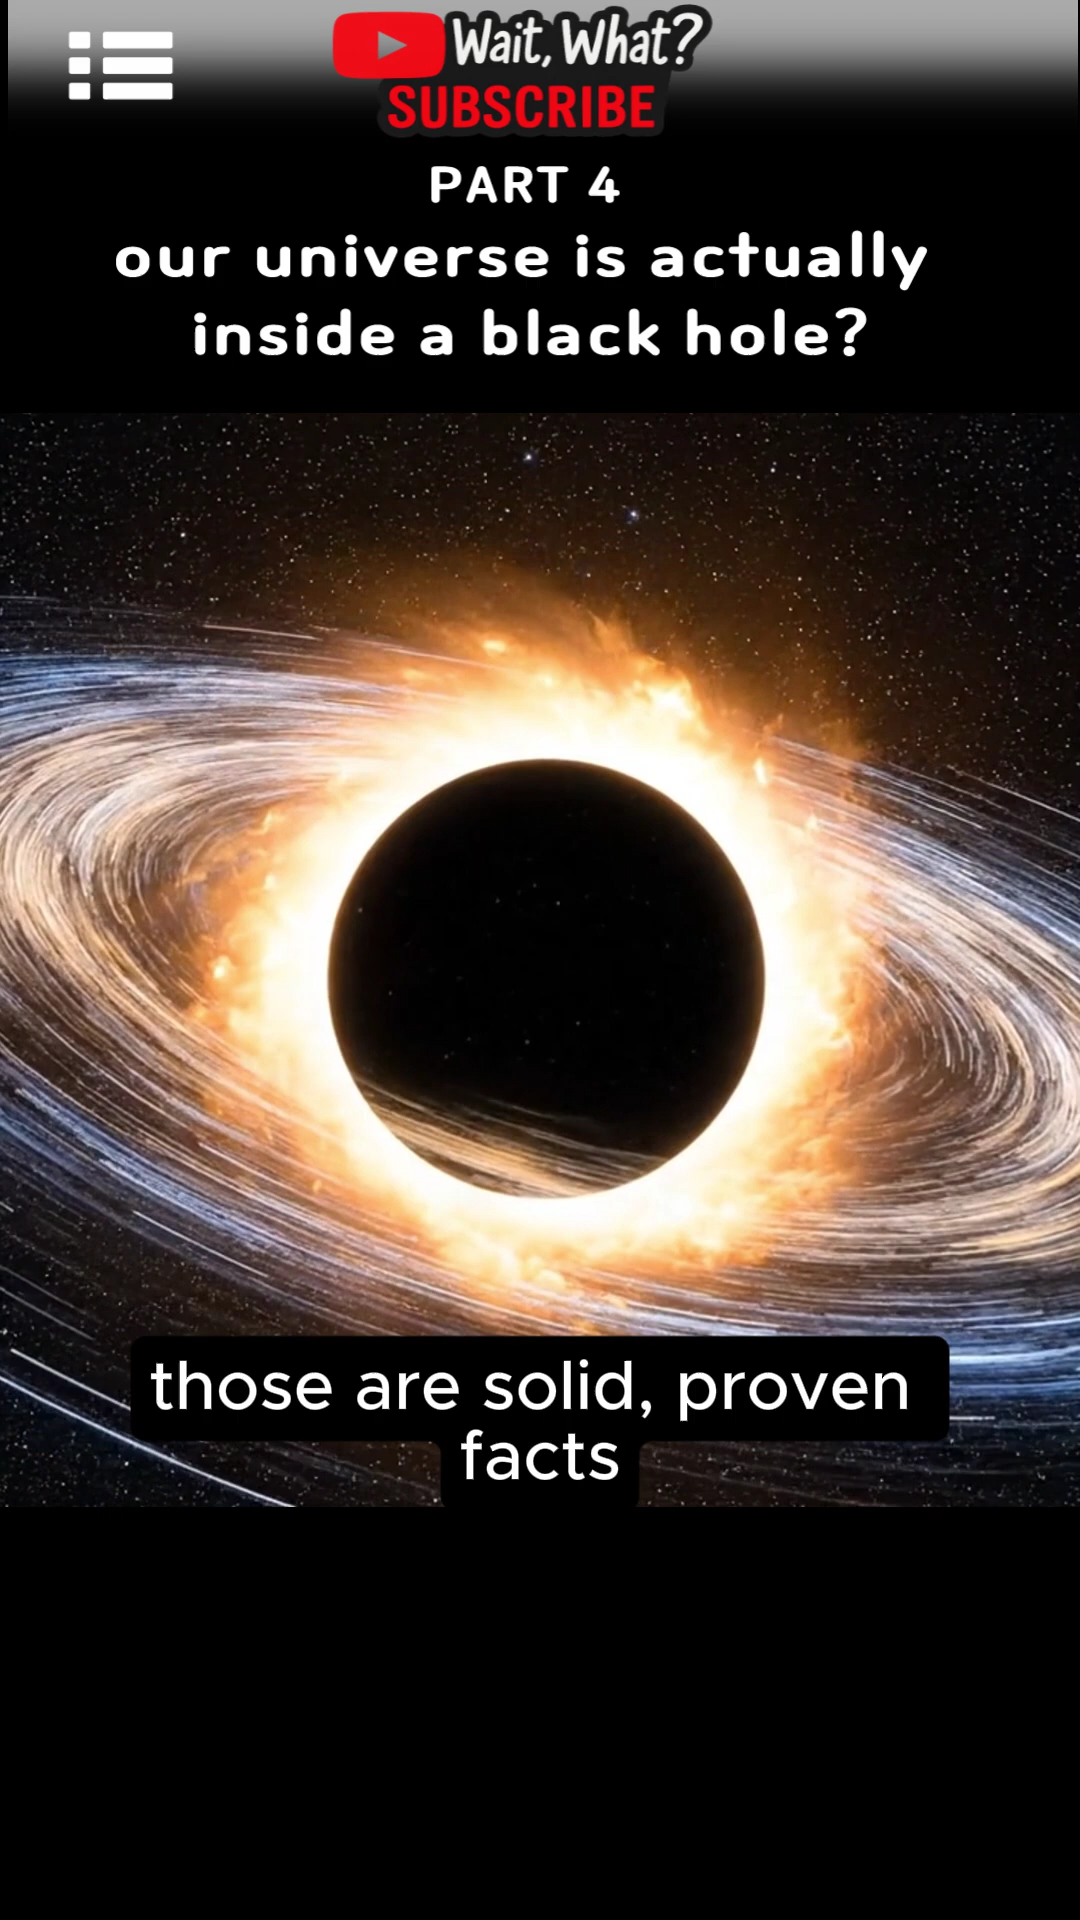 Wait, What?
SUBSCRIBE
PART 4
our universe is actually
inside a black hole?
those are solid, proven
facts